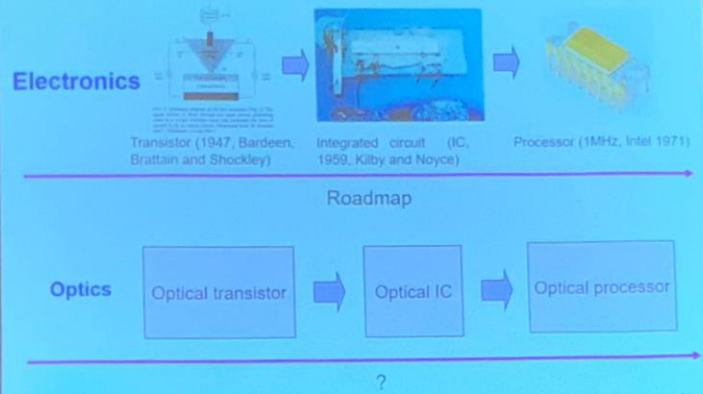 Electronics
Transistor (1947, Bardeen,
Brattain and Shockley)
Integrated circuit (IC,
1959, Kilby and Noyce)
Processor (1MHz, Intel 1971)
Roadmap
Optics
Optical transistor
Optical IC
Optical processor
?